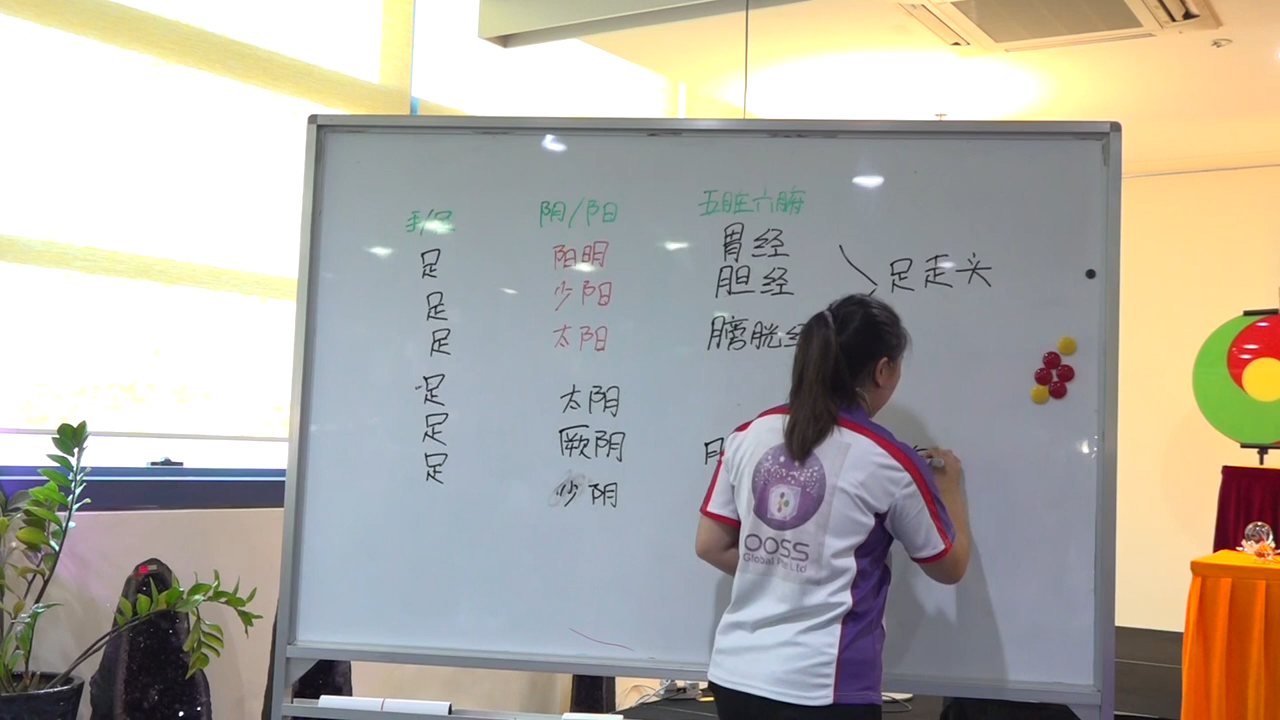 手/足 阴/阳 五脏六腑
足 阳明 胃经
足 少阳 胆经
足走头
足 太阳 膀胱经
足 太阴
足 厥阴
足 少阴
OOSS
Global Pte Ltd